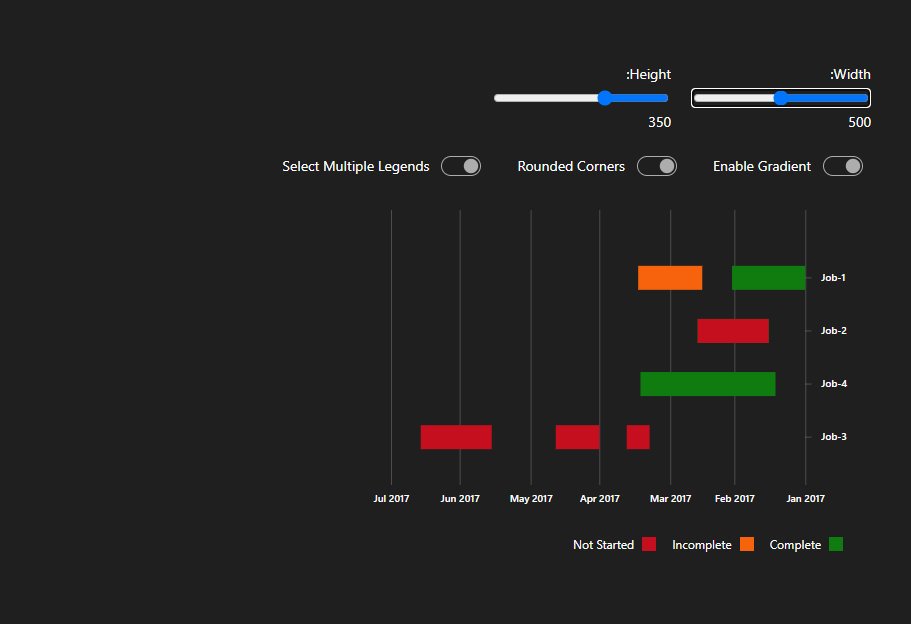 :Height
:Width
350
500
Select Multiple Legends
Rounded Corners
Enable Gradient
Job-1
Job-2
Job-4
Job-3
Jul 2017 Jun 2017 May 2017 Apr 2017 Mar 2017 Feb 2017 Jan 2017
Not Started Incomplete Complete